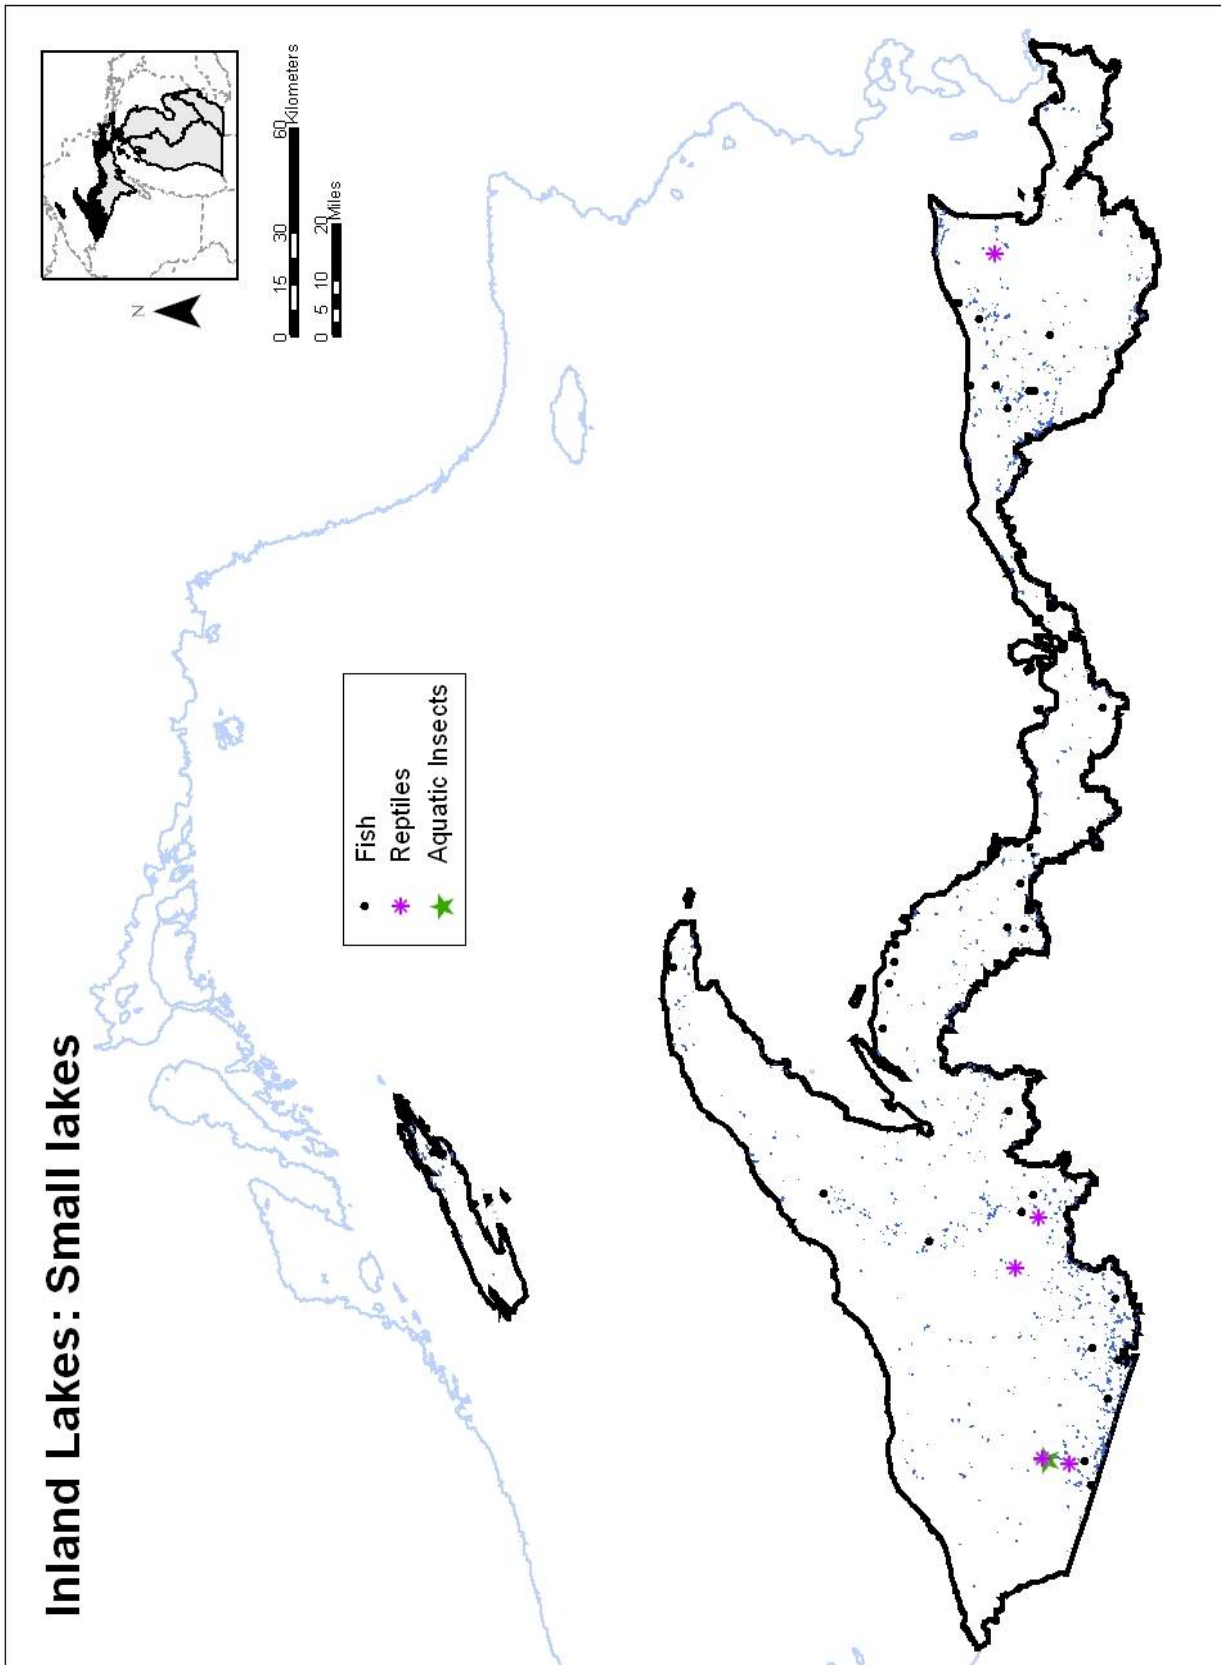 Inland Lakes: Small lakes
Fish
Reptiles
Aquatic Insects
N
0 15 30 60
Kilometers
0 5 10 20
Miles